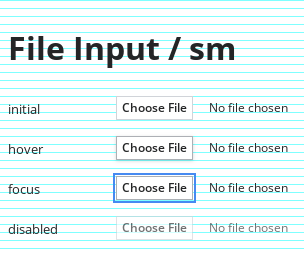 File Input / sm
initial Choose File No file chosen
hover Choose File No file chosen
focus Choose File No file chosen
disabled Choose File No file chosen